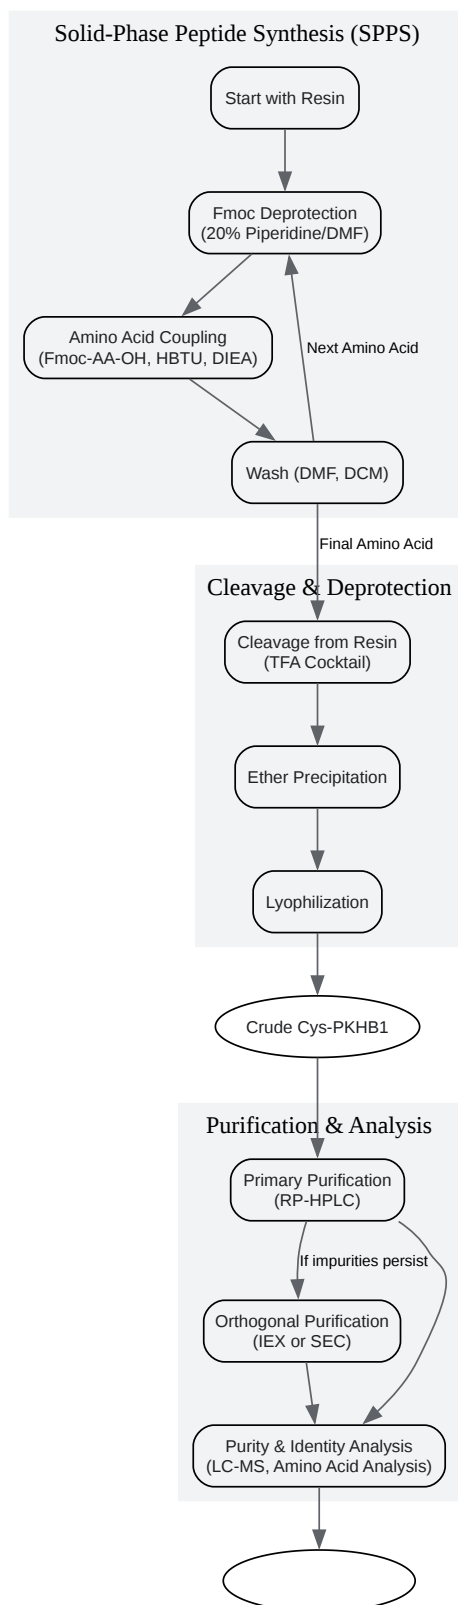 Solid-Phase Peptide Synthesis (SPPS)
Start with Resin
Fmoc Deprotection
(20% Piperidine/DMF)
Amino Acid Coupling
(Fmoc-AA-OH, HBTU, DIEA)
Next Amino Acid
Wash (DMF, DCM)
Final Amino Acid
Cleavage & Deprotection
Cleavage from Resin
(TFA Cocktail)
Ether Precipitation
Lyophilization
Crude Cys-PKHB1
Purification & Analysis
Primary Purification
(RP-HPLC)
If impurities persist
Orthogonal Purification
(IEX or SEC)
Purity & Identity Analysis
(LC-MS, Amino Acid Analysis)